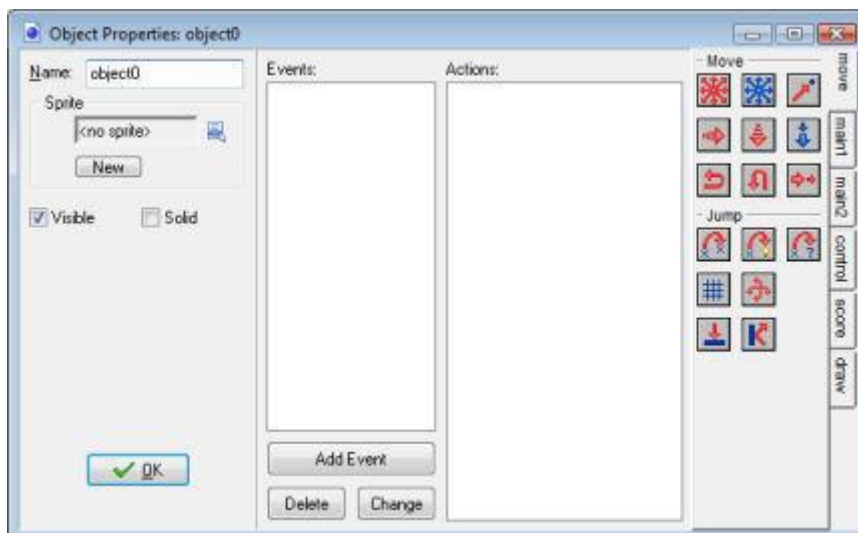 Object Properties: object0
Name: object0
Sprite
<no sprite>
New
Visible
Solid
OK
Events:
Add Event
Delete
Change
Actions:
Move
Jump
move
main1
main2
control
score
draw